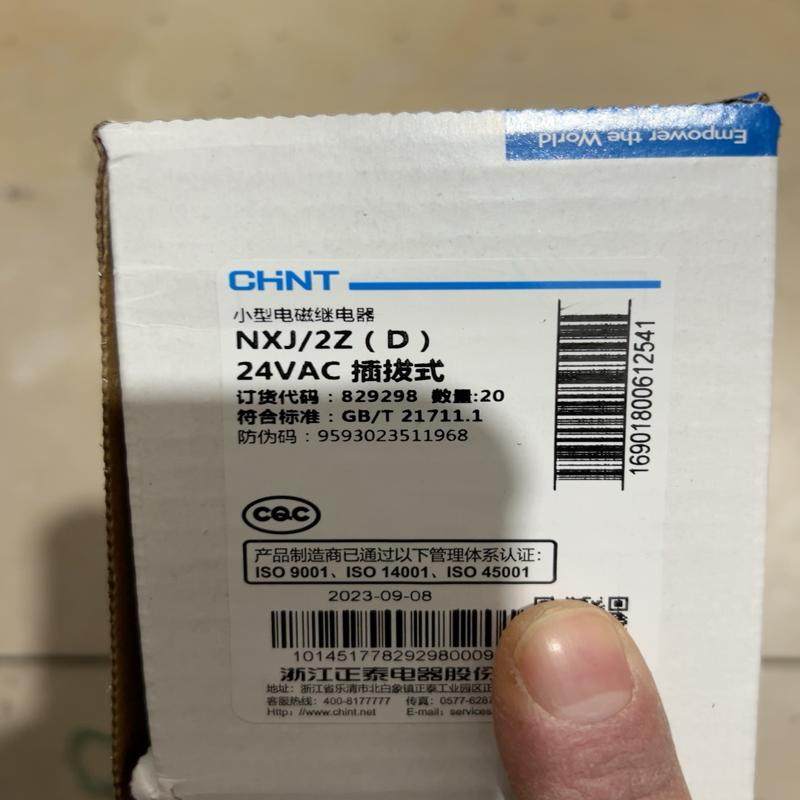 Empower the World
CHNT
小型电磁继电器
NXJ/2Z（D）
24VAC 插拔式
订货代码：829298 数量:20
符合标准：GB/T 21711.1
防伪码：9593023511968
16901800612541
CQC
产品制造商已通过以下管理体系认证：
ISO 9001、ISO 14001、ISO 45001
2023-09-08
101451778292980009
浙江正泰电器股份
地址：浙江省乐清市北白象镇正泰工业园区正
客服热线：400-8177777 传真：0577-6287
Http：//www.chint.net E-mail：services